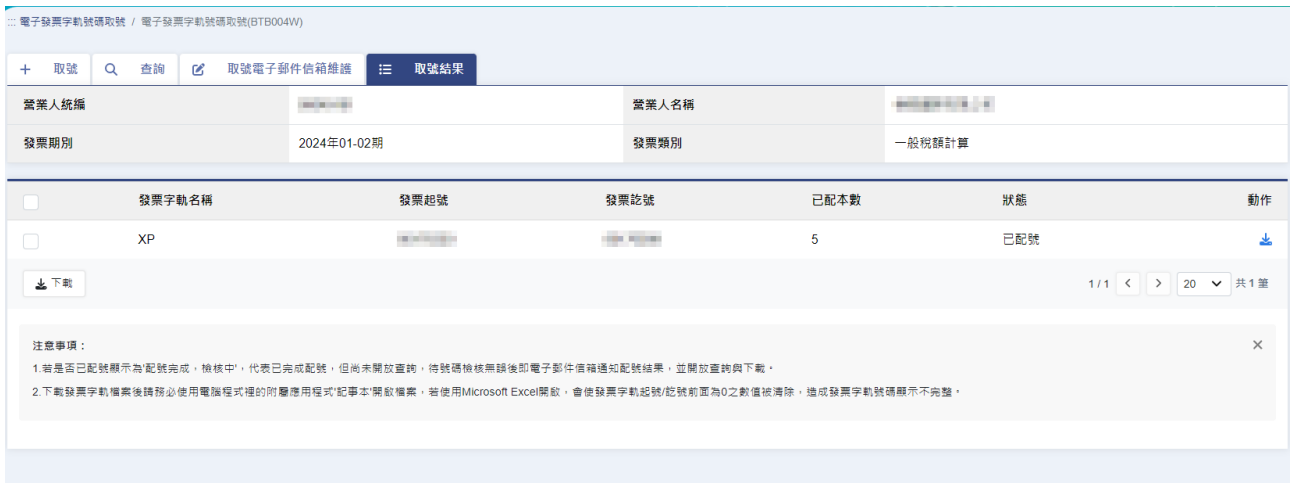 ::: 電子發票字軌號碼取號 / 電子發票字軌號碼取號(BTB004W)
取號 查詢 取號電子郵件信箱維護 取號結果
營業人統編 營業人名稱
發票期別 2024年01-02期 發票類別 一般稅額計算
發票字軌名稱 發票起號 發票訖號 已配本數 狀態 動作
XP 5 已配號
下載 1 / 1 20 共 1 筆
注意事項：
1.若是否已配號顯示為'配號完成，檢核中'，代表已完成配號，但尚未開放查詢，待號碼檢核無誤後即電子郵件信箱通知配號結果，並開放查詢與下載。
2.下載發票字軌檔案後請務必使用電腦程式裡的附屬應用程式'記事本'開啟檔案，若使用Microsoft Excel開啟，會使發票字軌起號/訖號前面為0之數值被清除，造成發票字軌號碼顯示不完整。